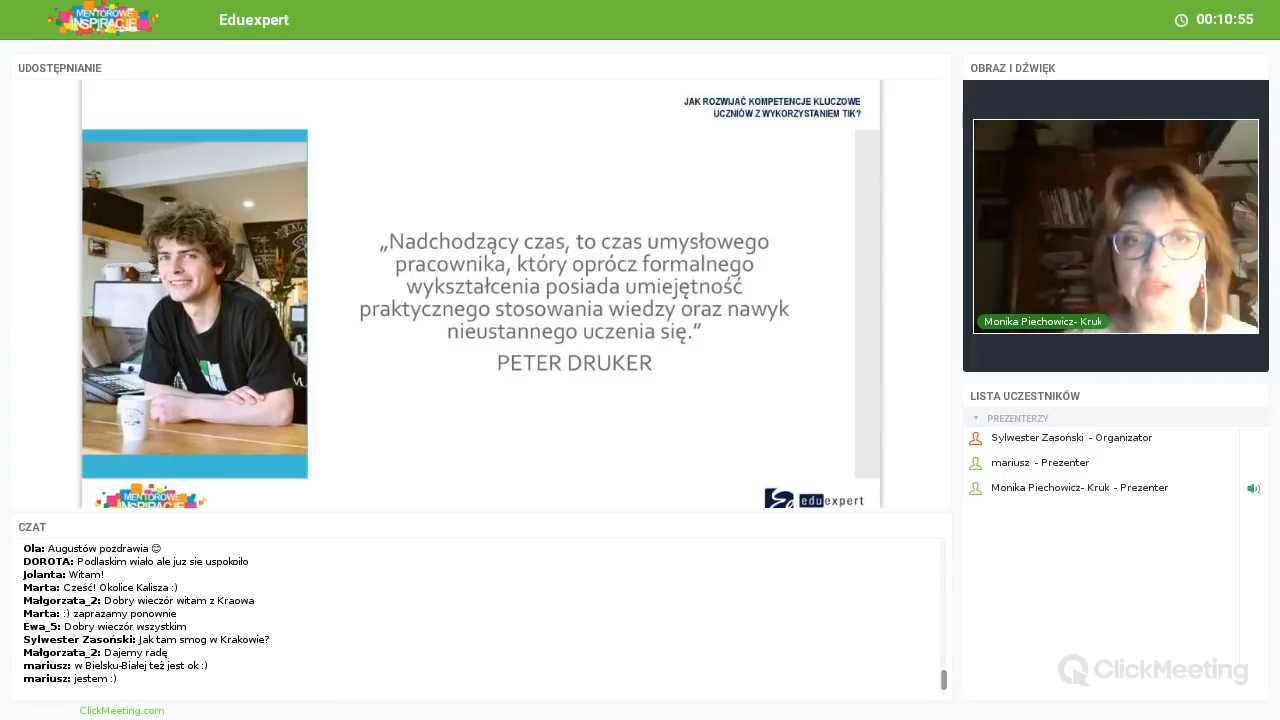 MENTOROWE
INSPIRACJE
Eduexpert
00:10:55
UDOSTĘPNIANIE
JAK ROZWIJAĆ KOMPETENCJE KLUCZOWE
UCZNIÓW Z WYKORZYSTANIEM TIK?
„Nadchodzący czas, to czas umysłowego
pracownika, który oprócz formalnego
wykształcenia posiada umiejętność
praktycznego stosowania wiedzy oraz nawyk
nieustannego uczenia się.”
PETER DRUKER
MENTOROWE
eduexpert
CZAT
Ola: Augustów pozdrawia 😊
DOROTA: Podlaskim wiało ale juz sie uspokoiło
Jolanta: Witam!
Marta: Cześć! Okolice Kalisza :)
Małgorzata_2: Dobry wieczór witam z Kraowa
Marta: :) zaprazamy ponownie
Ewa_5: Dobry wieczór wszystkim
Sylwester Zasoński: Jak tam smog w Krakowie?
Małgorzata_2: Dajemy radę
mariusz: w Bielsku-Białej też jest ok :)
mariusz: jestem :)
ClickMeeting.com
OBRAZ I DŹWIĘK
Monika Piechowicz- Kruk
LISTA UCZESTNIKÓW
PREZENTERZY
Sylwester Zasoński - Organizator
mariusz - Prezenter
Monika Piechowicz- Kruk - Prezenter
ClickMeeting